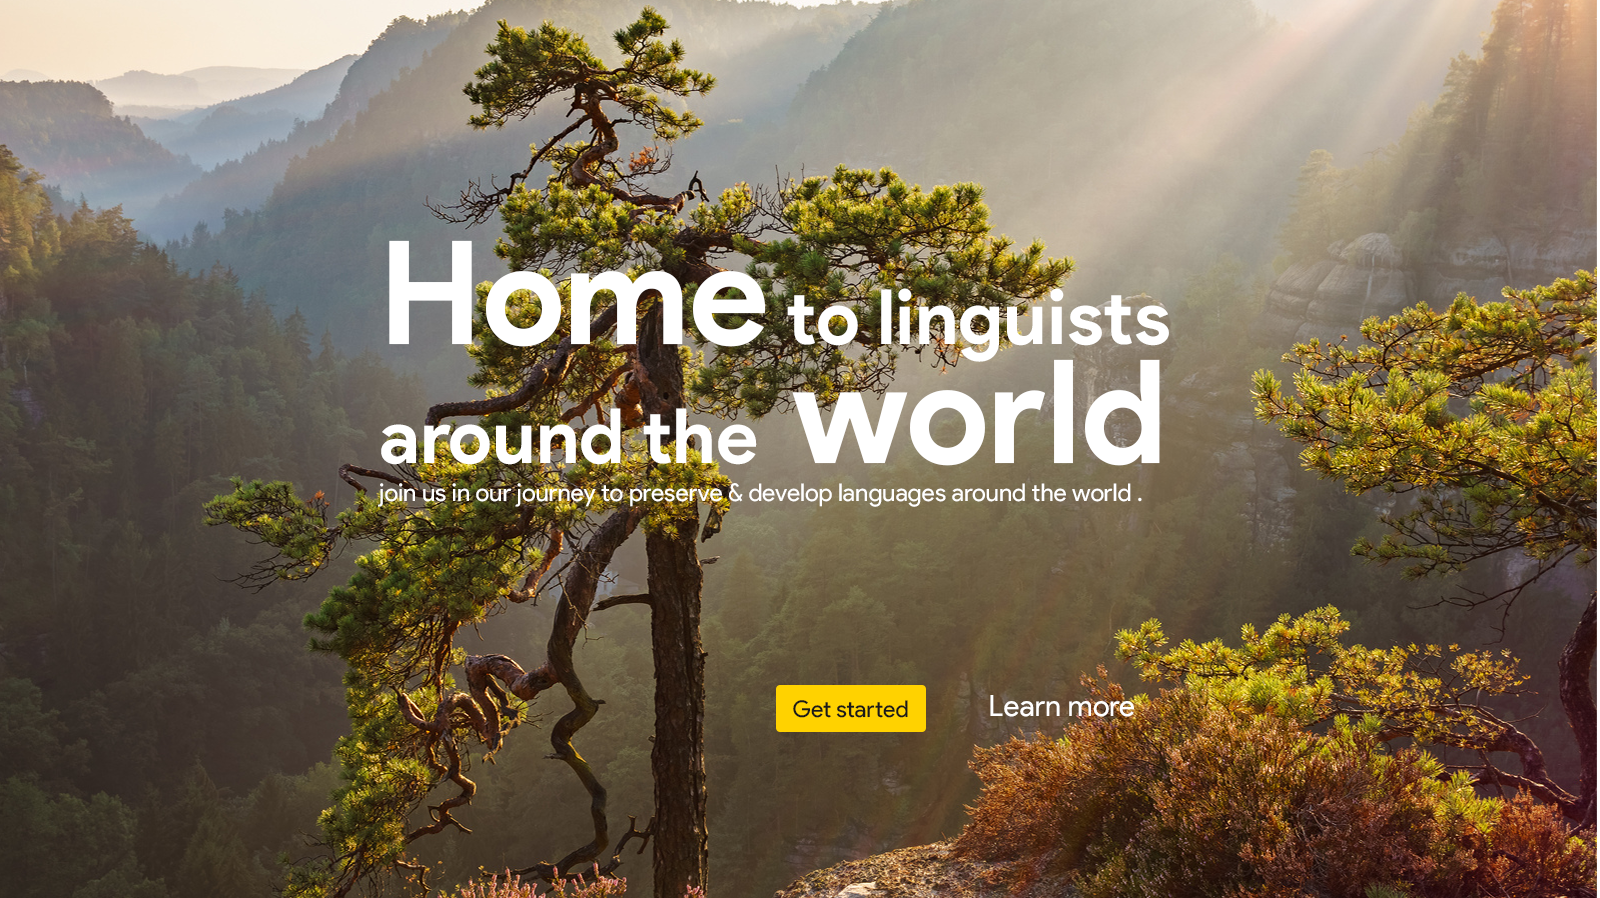 Home to linguists
around the world
join us in our journey to preserve & develop languages around the world .
Get started
Learn more